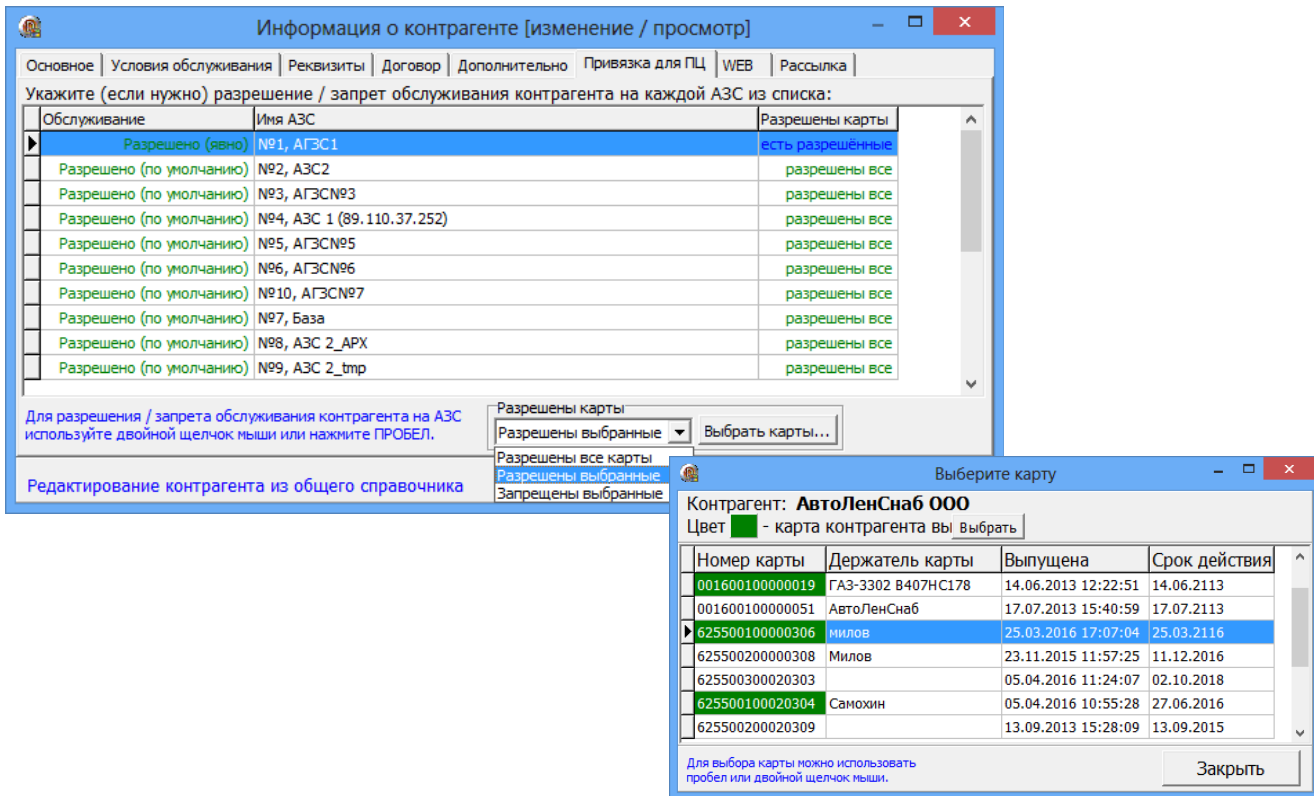 Информация о контрагенте [изменение / просмотр]
Основное Условия обслуживания Реквизиты Договор Дополнительно Привязка для ПЦ WEB Рассылка
Укажите (если нужно) разрешение / запрет обслуживания контрагента на каждой АЗС из списка:
Обслуживание Имя АЗС Разрешены карты
Разрешено (явно) №1, АГЗС1 есть разрешённые
Разрешено (по умолчанию) №2, АЗС2 разрешены все
Разрешено (по умолчанию) №3, АГЗС№3 разрешены все
Разрешено (по умолчанию) №4, АЗС 1 (89.110.37.252) разрешены все
Разрешено (по умолчанию) №5, АГЗС№5 разрешены все
Разрешено (по умолчанию) №6, АГЗС№6 разрешены все
Разрешено (по умолчанию) №10, АГЗС№7 разрешены все
Разрешено (по умолчанию) №7, База разрешены все
Разрешено (по умолчанию) №8, АЗС 2_АРХ разрешены все
Разрешено (по умолчанию) №9, АЗС 2_tmp разрешены все
Для разрешения / запрета обслуживания контрагента на АЗС
используйте двойной щелчок мыши или нажмите ПРОБЕЛ.
Разрешены карты
Разрешены выбранные Выбрать карты...
Разрешены все карты
Разрешены выбранные
Запрещены выбранные
Редактирование контрагента из общего справочника
Выберите карту
Контрагент: АвтоЛенСнаб ООО
Цвет - карта контрагента вы Выбрать
Номер карты Держатель карты Выпущена Срок действия
001600100000019 ГАЗ-3302 В407НС178 14.06.2013 12:22:51 14.06.2113
001600100000051 АвтоЛенСнаб 17.07.2013 15:40:59 17.07.2113
625500100000306 милов 25.03.2016 17:07:04 25.03.2116
625500200000308 Милов 23.11.2015 11:57:25 11.12.2016
625500300020303 05.04.2016 11:24:07 02.10.2018
625500100020304 Самохин 05.04.2016 10:55:28 27.06.2016
625500200020309 13.09.2013 15:28:09 13.09.2015
Для выбора карты можно использовать
пробел или двойной щелчок мыши.
Закрыть